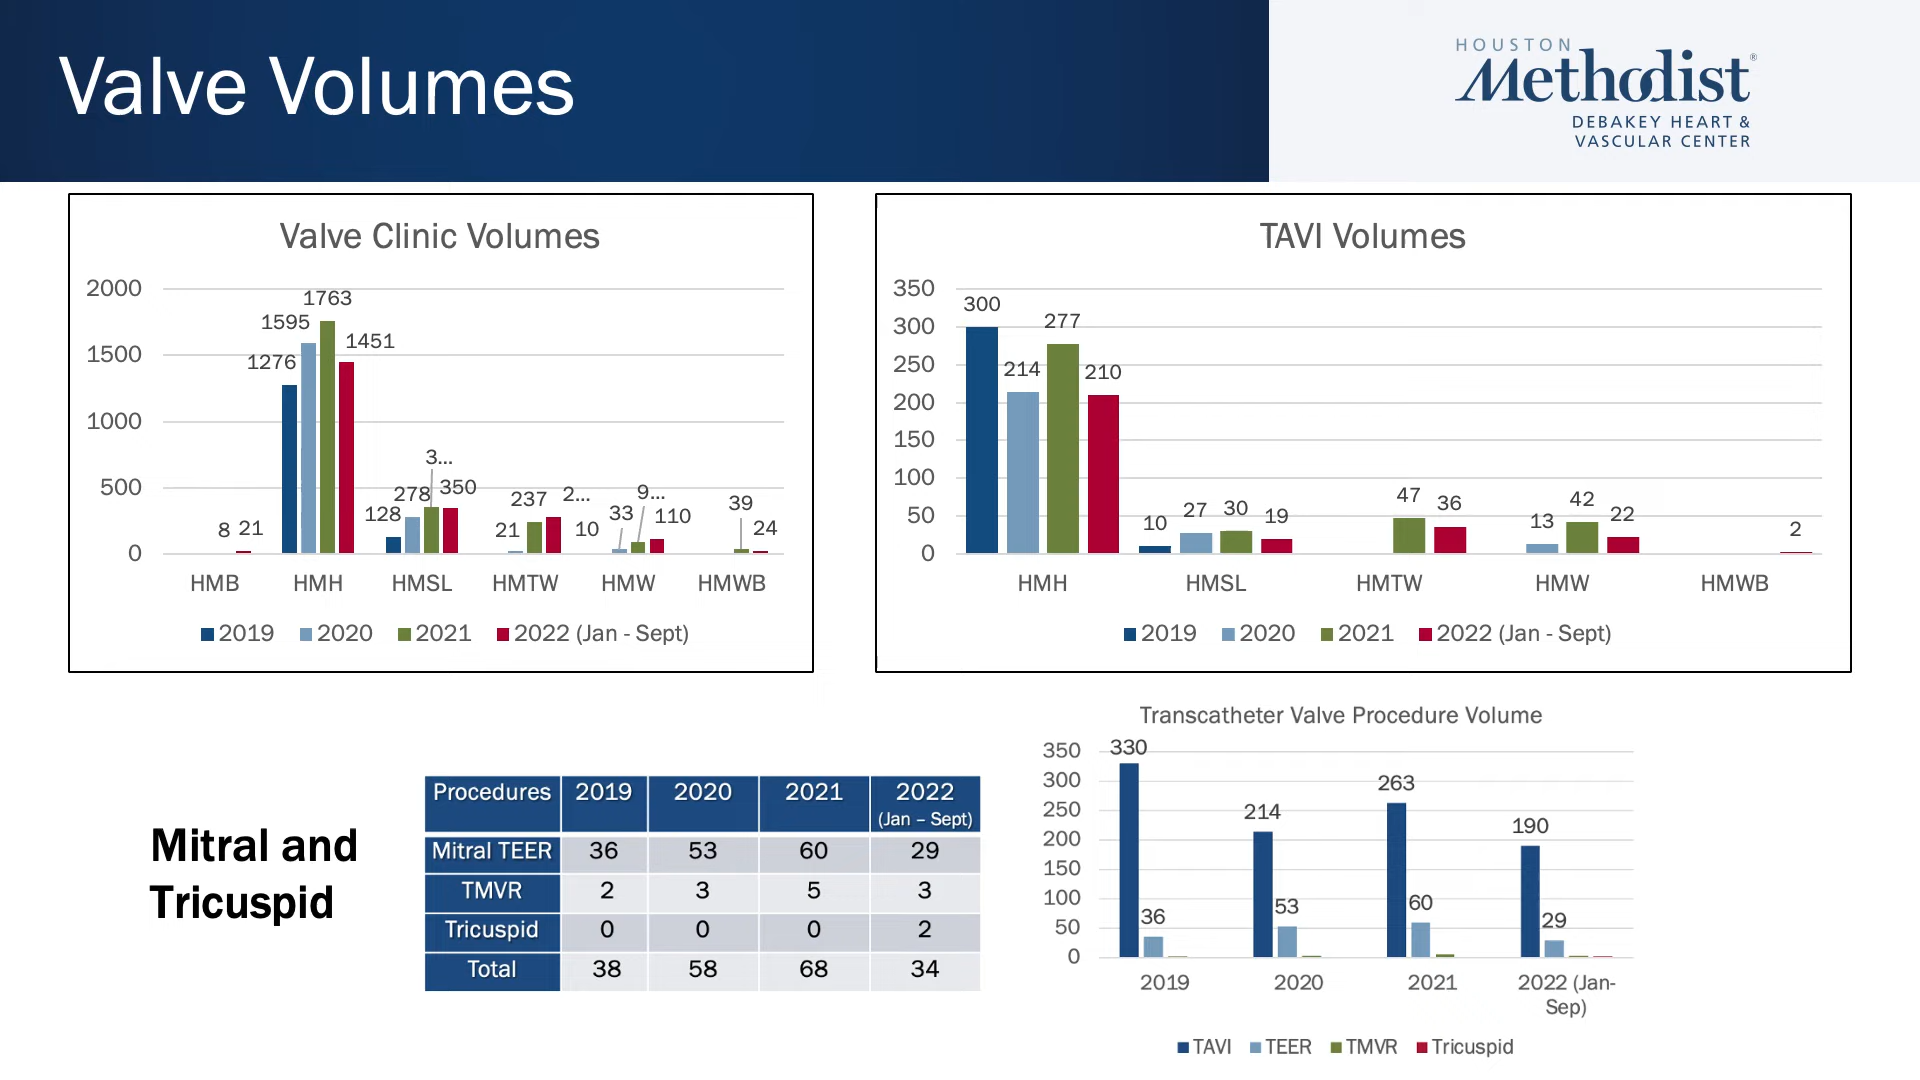 Valve Volumes
HOUSTON
Methodist®
DEBAKEY HEART &
VASCULAR CENTER
Valve Clinic Volumes
2000
1500
1000
500
0
1276
1595
1763
1451
8 21
128
278
3...
350
21
237
2...
10
33
9...
110
39
24
HMB HMH HMSL HMTW HMW HMWB
2019 2020 2021 2022 (Jan - Sept)
TAVI Volumes
350
300
250
200
150
100
50
0
300
214
277
210
10
27
30
19
47
36
13
42
22
2
HMH HMSL HMTW HMW HMWB
2019 2020 2021 2022 (Jan - Sept)
Mitral and
Tricuspid
Procedures 2019 2020 2021 2022
(Jan – Sept)
Mitral TEER 36 53 60 29
TMVR 2 3 5 3
Tricuspid 0 0 0 2
Total 38 58 68 34
Transcatheter Valve Procedure Volume
350
300
250
200
150
100
50
0
330
36
214
53
263
60
190
29
2019 2020 2021 2022 (Jan-
Sep)
TAVI TEER TMVR Tricuspid